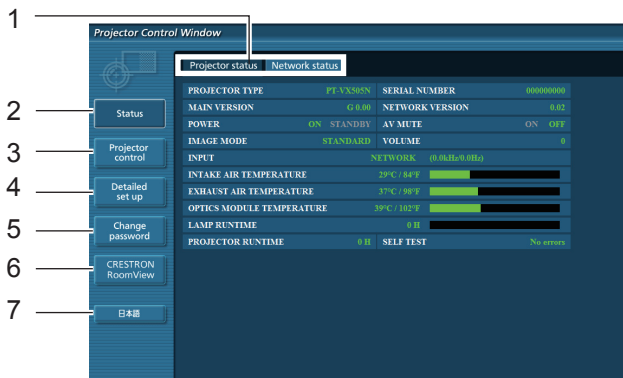 1
Projector Control Window
Projector status Network status
PROJECTOR TYPE PT-VX505N SERIAL NUMBER 000000000
MAIN VERSION G 0.00 NETWORK VERSION 0.02
POWER ON STANDBY AV MUTE ON OFF
IMAGE MODE STANDARD VOLUME 0
INPUT NETWORK (0.0kHz/0.0Hz)
INTAKE AIR TEMPERATURE 29°C / 84°F
EXHAUST AIR TEMPERATURE 37°C / 98°F
OPTICS MODULE TEMPERATURE 39°C / 102°F
LAMP RUNTIME 0 H
PROJECTOR RUNTIME 0 H SELF TEST No errors
2 Status
3 Projector
control
4 Detailed
set up
5 Change
password
6 CRESTRON
RoomView
7 日本語